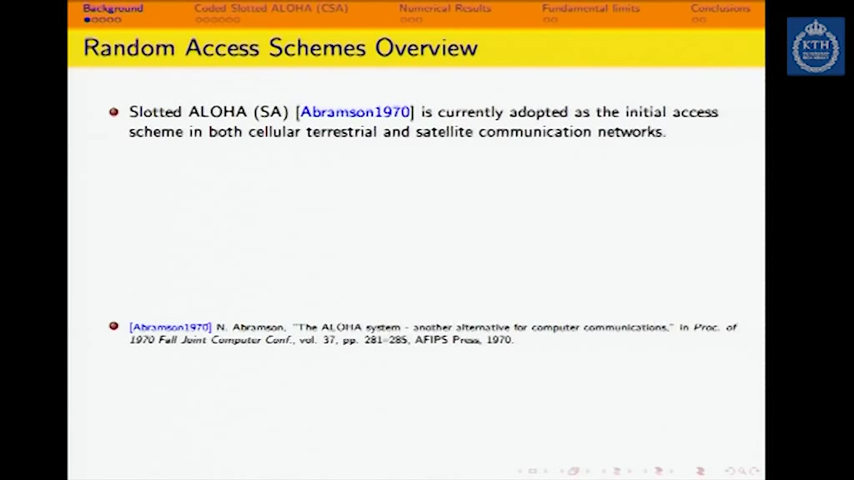 Background Coded Slotted ALOHA (CSA) Numerical Results Fundamental limits Conclusions
Random Access Schemes Overview
KTH
Slotted ALOHA (SA) [Abramson1970] is currently adopted as the initial access
scheme in both cellular terrestrial and satellite communication networks.
[Abramson1970] N. Abramson, "The ALOHA system - another alternative for computer communications," in Proc. of
1970 Fall Joint Computer Conf., vol. 37, pp. 281-285, AFIPS Press, 1970.